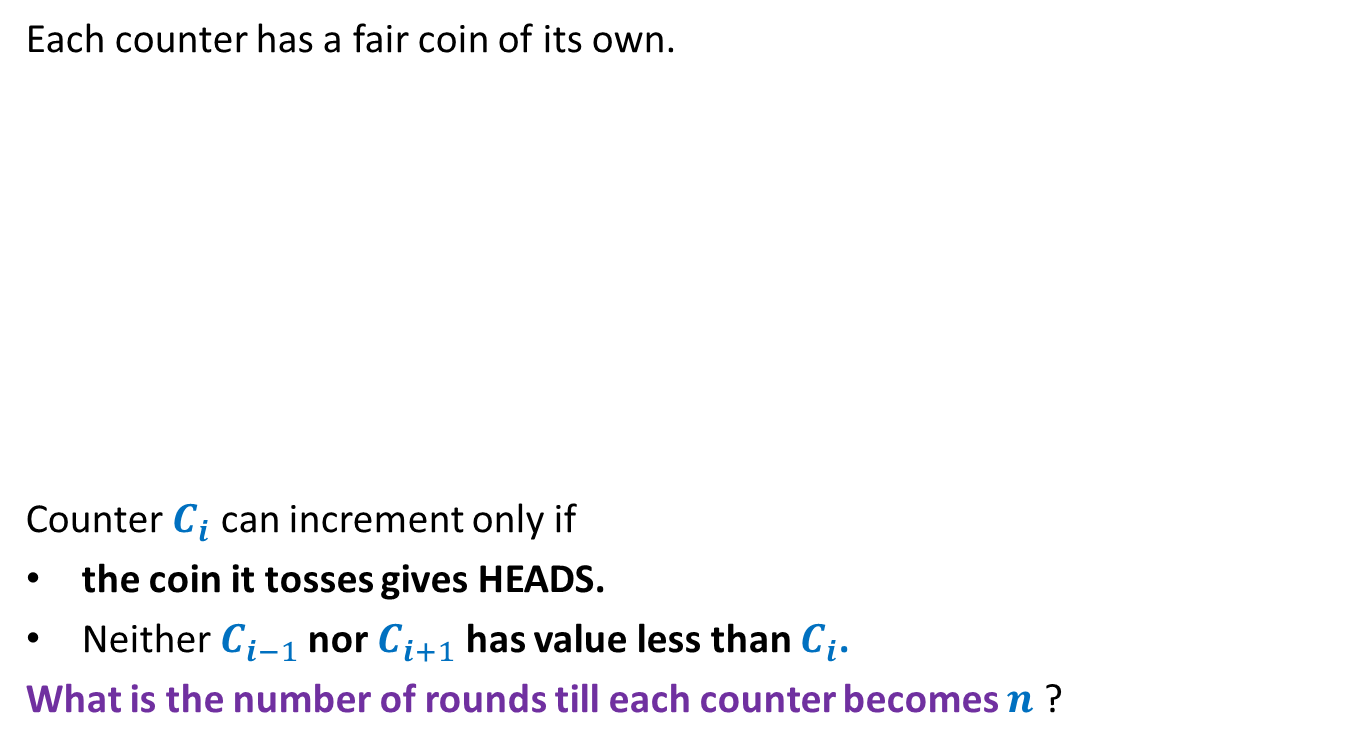 Each counter has a fair coin of its own.
Counter C_i can increment only if
• the coin it tosses gives HEADS.
• Neither C_{i−1} nor C_{i+1} has value less than C_i.
What is the number of rounds till each counter becomes n ?